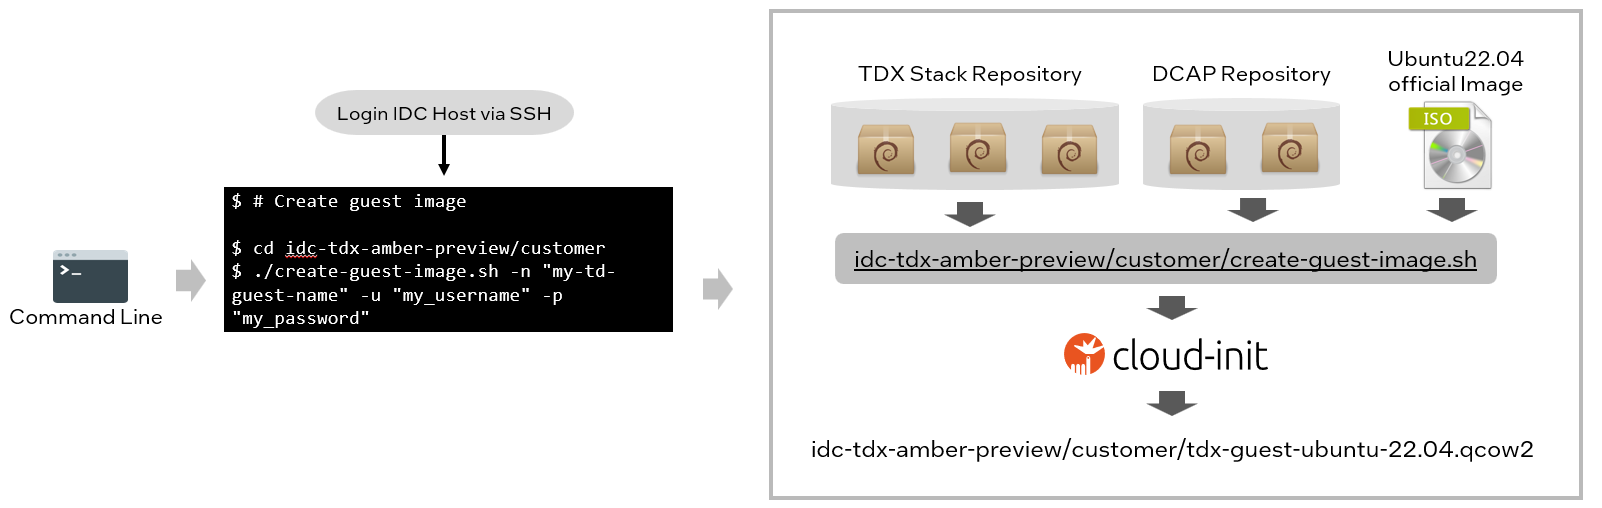 Command Line
Login IDC Host via SSH
$ # Create guest image
$ cd idc-tdx-amber-preview/customer
$ ./create-guest-image.sh -n "my-td-
guest-name" -u "my_username" -p
"my_password"
TDX Stack Repository
DCAP Repository
Ubuntu22.04
official Image
ISO
idc-tdx-amber-preview/customer/create-guest-image.sh
cloud-init
idc-tdx-amber-preview/customer/tdx-guest-ubuntu-22.04.qcow2